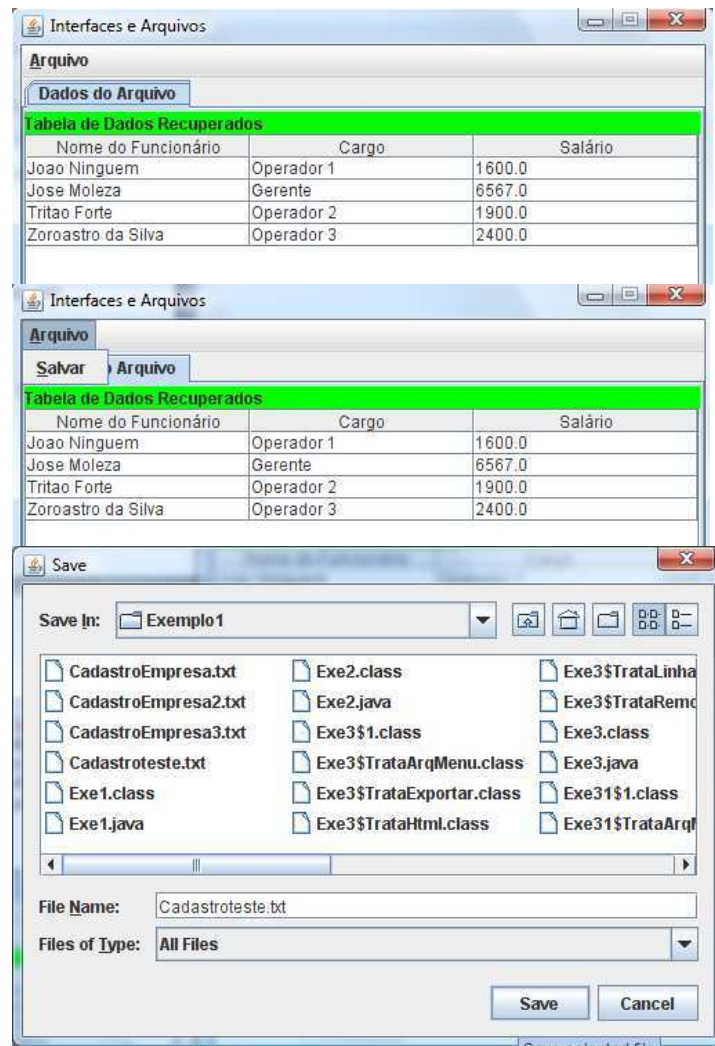 Interfaces e Arquivos
Arquivo
Dados do Arquivo
Tabela de Dados Recuperados
Nome do Funcionário Cargo Salário
Joao Ninguem Operador 1 1600.0
Jose Moleza Gerente 6567.0
Tritao Forte Operador 2 1900.0
Zoroastro da Silva Operador 3 2400.0
Interfaces e Arquivos
Arquivo
Salvar Arquivo
Tabela de Dados Recuperados
Nome do Funcionário Cargo Salário
Joao Ninguem Operador 1 1600.0
Jose Moleza Gerente 6567.0
Tritao Forte Operador 2 1900.0
Zoroastro da Silva Operador 3 2400.0
Save
Save In: Exemplo1
CadastroEmpresa.txt Exe2.class Exe3$TrataLinha
CadastroEmpresa2.txt Exe2.java Exe3$TrataRemo
CadastroEmpresa3.txt Exe3$1.class Exe3.class
Cadastroteste.txt Exe3$TrataArqMenu.class Exe3.java
Exe1.class Exe3$TrataExportar.class Exe31$1.class
Exe1.java Exe3$TrataHtml.class Exe31$TrataArq
File Name: Cadastroteste.txt
Files of Type: All Files
Save Cancel